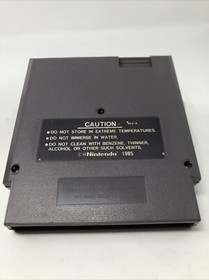 CAUTION
•DO NOT STORE IN EXTREME TEMPERATURES.
•DO NOT IMMERSE IN WATER.
•DO NOT CLEAN WITH BENZENE, THINNER,
ALCOHOL OR OTHER SUCH SOLVENTS.
© Nintendo 1985